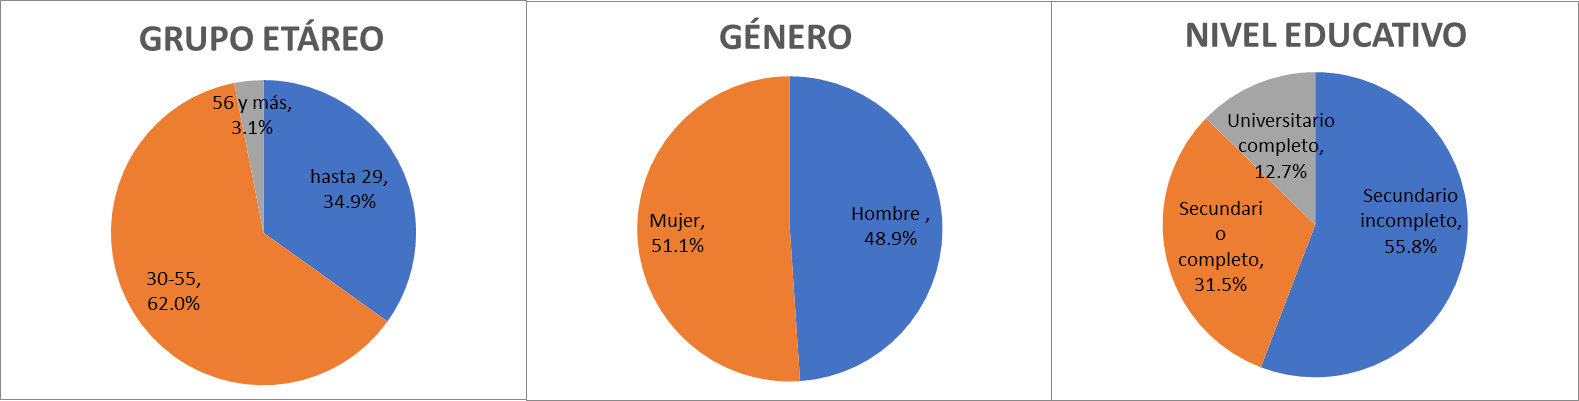 GRUPO ETÁREO
56 y más,
3.1%
hasta 29,
34.9%
30-55,
62.0%
GÉNERO
Mujer,
51.1%
Hombre ,
48.9%
NIVEL EDUCATIVO
Universitario
completo,
12.7%
Secundario
incompleto,
55.8%
Secundari
o
completo,
31.5%